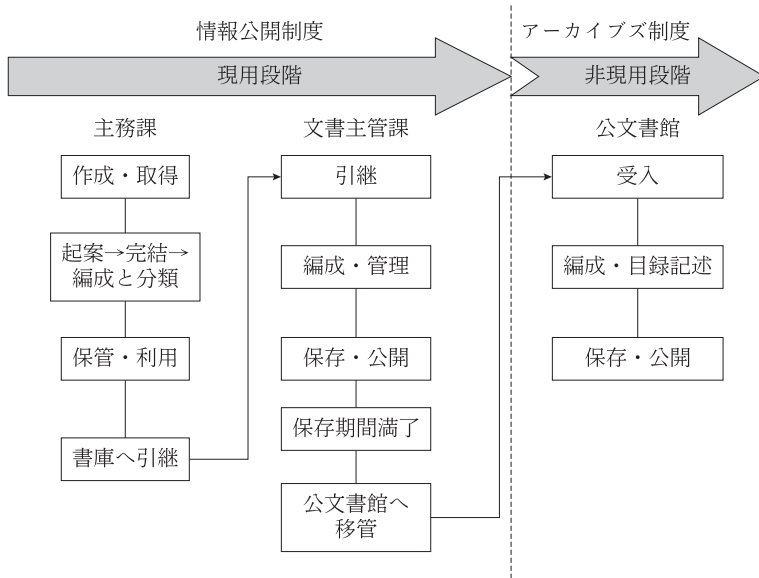 情報公開制度
アーカイブズ制度
現用段階
非現用段階
主務課
文書主管課
公文書館
作成・取得
起案→完結→
編成と分類
保管・利用
書庫へ引継
引継
編成・管理
保存・公開
保存期間満了
公文書館へ
移管
受入
編成・目録記述
保存・公開